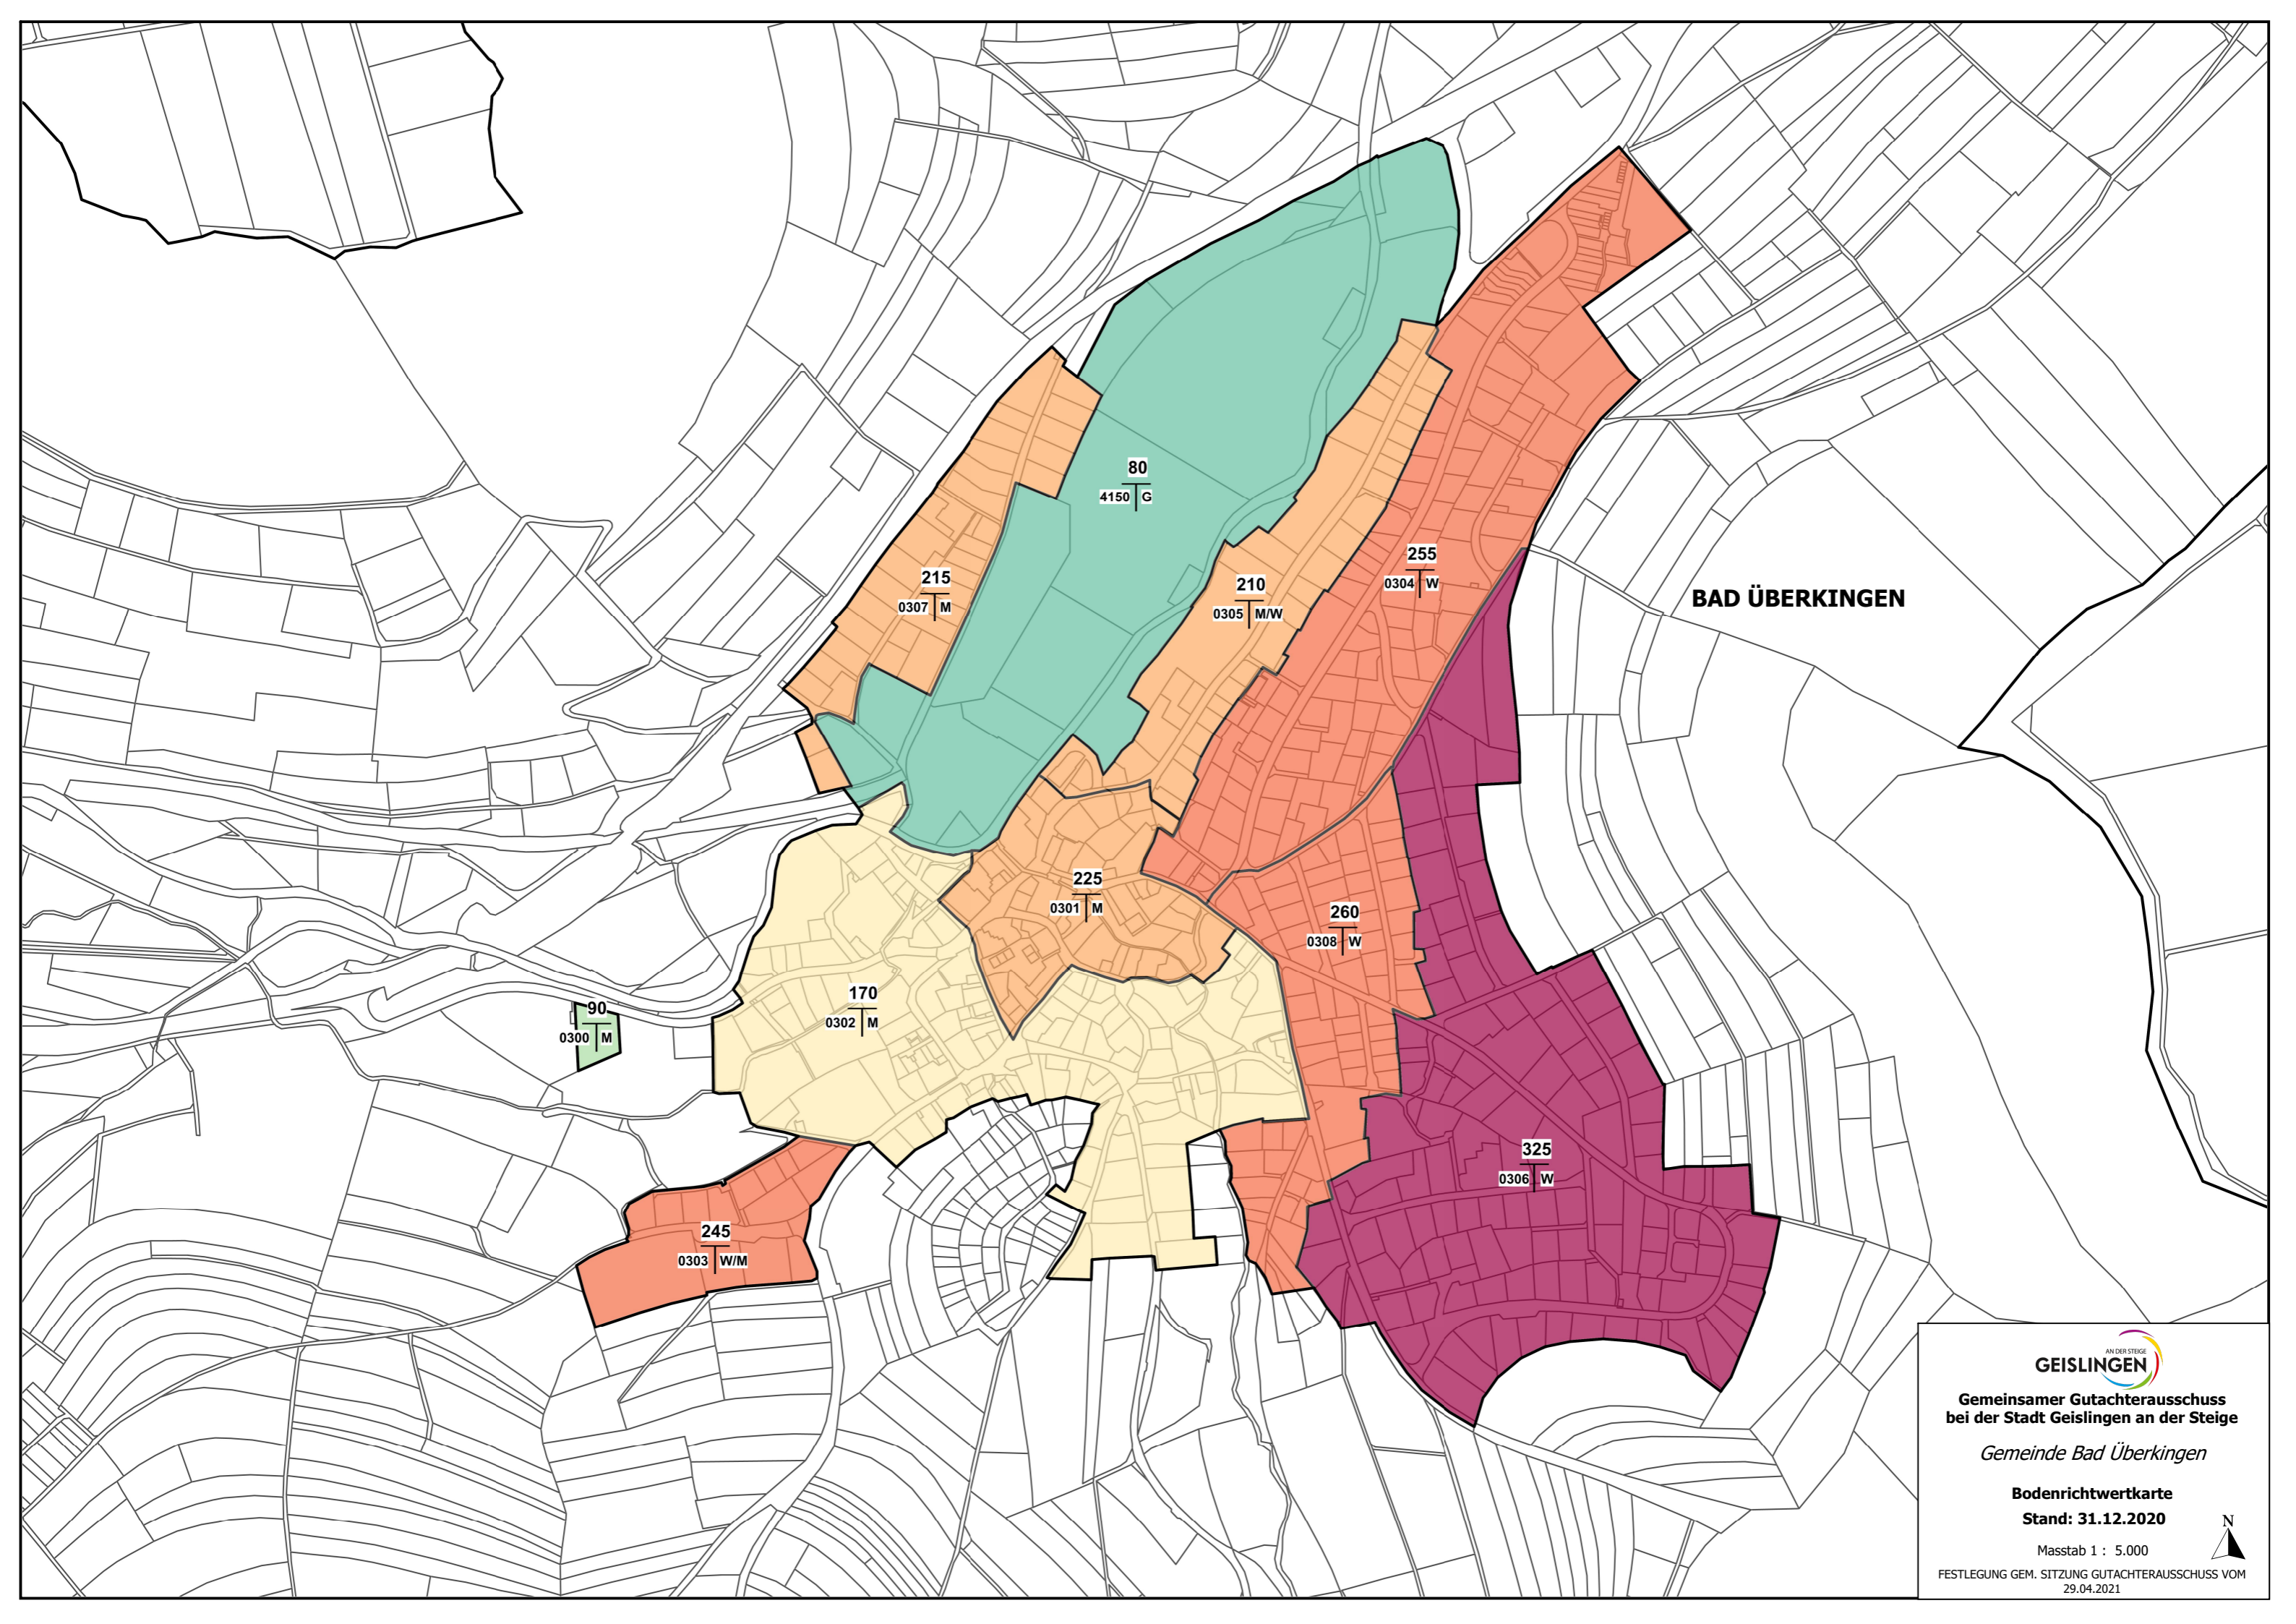 80
4150 G
255
0304 W
215
0307 M
210
0305 M/W
BAD ÜBERKINGEN
225
0301 M
260
0308 W
170
0302 M
90
0300 M
325
0306 W
245
0303 W/M
AN DER STEIGE
GEISLINGEN
Gemeinsamer Gutachterausschuss
bei der Stadt Geislingen an der Steige
Gemeinde Bad Überkingen
Bodenrichtwertkarte
Stand: 31.12.2020
N
Masstab 1 : 5.000
FESTLEGUNG GEM. SITZUNG GUTACHTERAUSSCHUSS VOM
29.04.2021